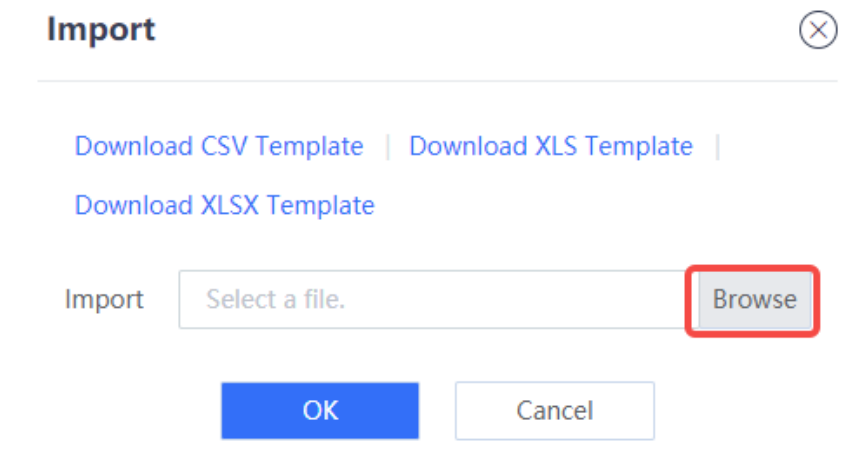 Import
Download CSV Template | Download XLS Template |
Download XLSX Template
Import Select a file. Browse
OK Cancel